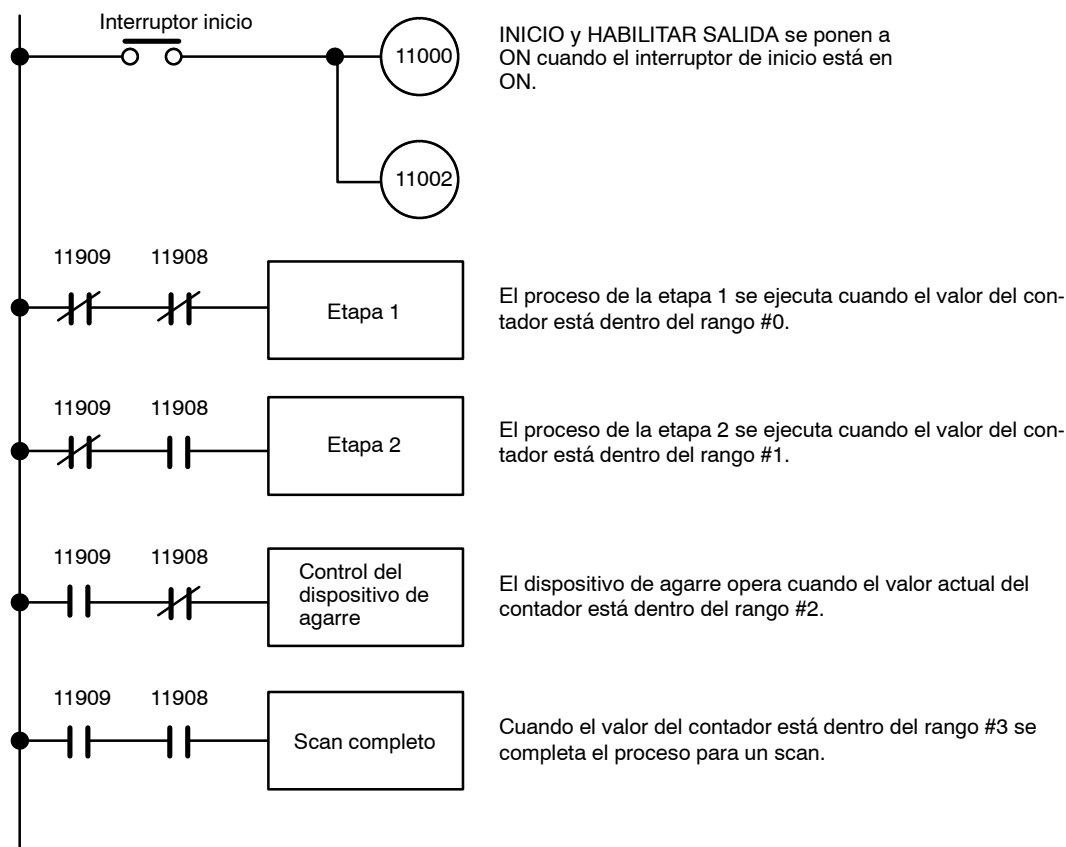 Interruptor inicio
11000
INICIO y HABILITAR SALIDA se ponen a
ON cuando el interruptor de inicio está en
ON.
11002
11909 11908
Etapa 1
El proceso de la etapa 1 se ejecuta cuando el valor del con-
tador está dentro del rango #0.
11909 11908
Etapa 2
El proceso de la etapa 2 se ejecuta cuando el valor del con-
tador está dentro del rango #1.
11909 11908
Control del
dispositivo de
agarre
El dispositivo de agarre opera cuando el valor actual del
contador está dentro del rango #2.
11909 11908
Scan completo
Cuando el valor del contador está dentro del rango #3 se
completa el proceso para un scan.